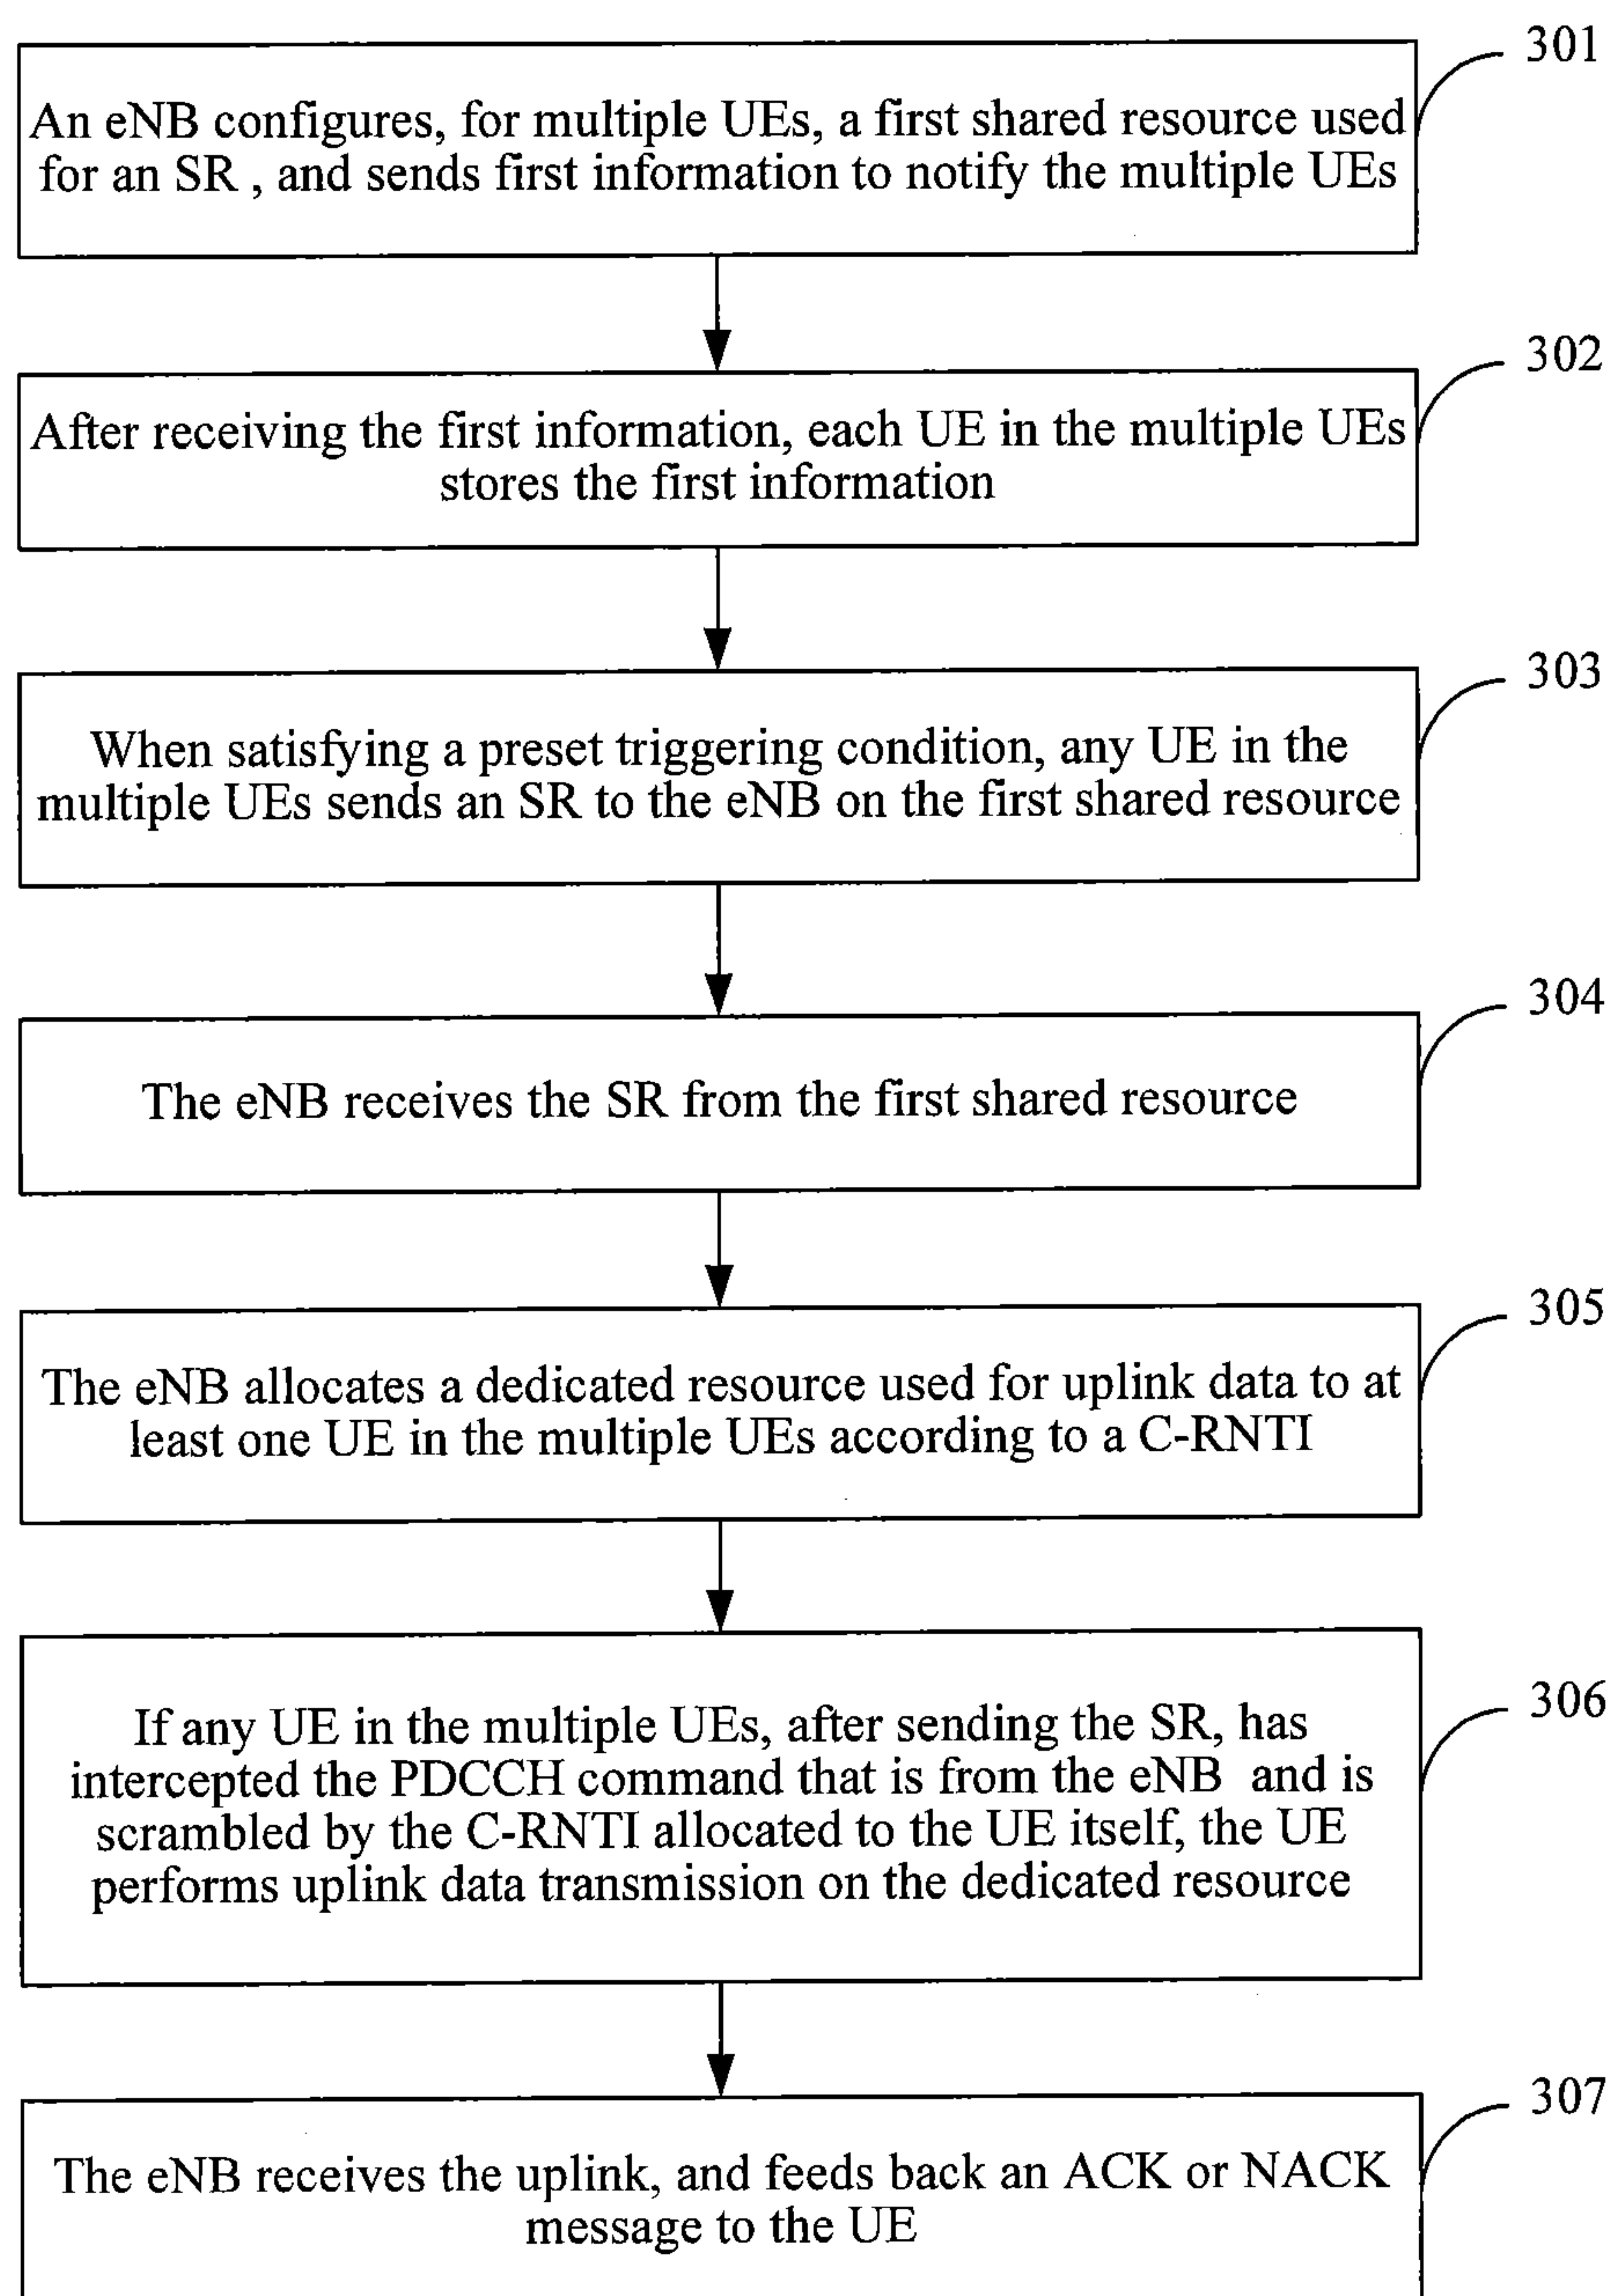 301
An eNB configures, for multiple UEs, a first shared resource used
for an SR , and sends first information to notify the multiple UEs
302
After receiving the first information, each UE in the multiple UEs
stores the first information
303
When satisfying a preset triggering condition, any UE in the
multiple UEs sends an SR to the eNB on the first shared resource
304
The eNB receives the SR from the first shared resource
305
The eNB allocates a dedicated resource used for uplink data to at
least one UE in the multiple UEs according to a C-RNTI
306
If any UE in the multiple UEs, after sending the SR, has
intercepted the PDCCH command that is from the eNB and is
scrambled by the C-RNTI allocated to the UE itself, the UE
performs uplink data transmission on the dedicated resource
307
The eNB receives the uplink, and feeds back an ACK or NACK
message to the UE